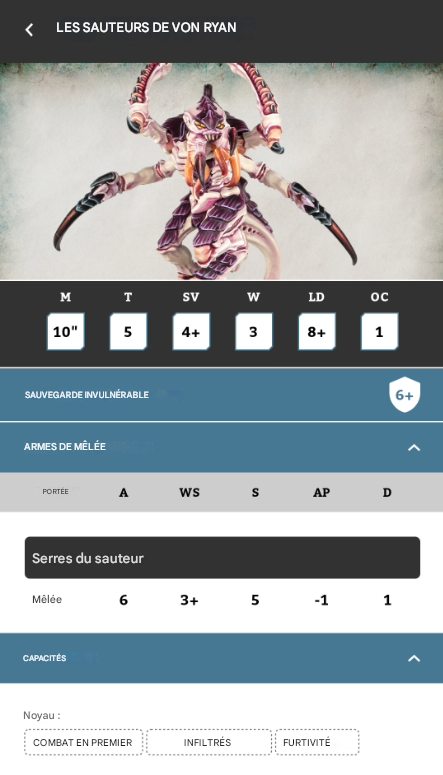 LES SAUTEURS DE VON RYAN
M T SV W LD OC
10" 5 4+ 3 8+ 1
SAUVEGARDE INVULNÉRABLE 6+
ARMES DE MÊLÉE
PORTÉE A WS S AP D
Serres du sauteur
Mêlée 6 3+ 5 -1 1
CAPACITÉS
Noyau :
COMBAT EN PREMIER INFILTRÉS FURTIVITÉ